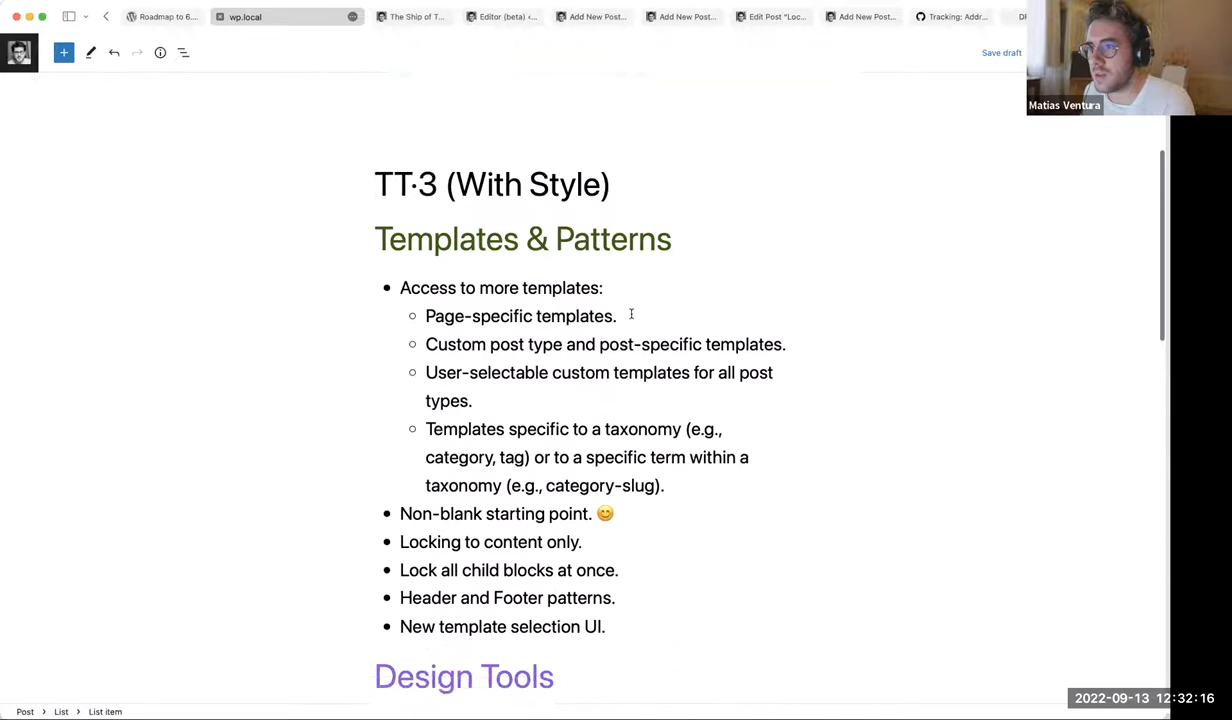 Roadmap to 6....
wp.local
The Ship of T...
Editor (beta) ‹...
Add New Post...
Add New Post...
Edit Post "Loc...
Add New Post...
Tracking: Addr...
Save draft
Matias Ventura
TT·3 (With Style)
Templates & Patterns
Access to more templates:
Page-specific templates.
Custom post type and post-specific templates.
User-selectable custom templates for all post
types.
Templates specific to a taxonomy (e.g.,
category, tag) or to a specific term within a
taxonomy (e.g., category-slug).
Non-blank starting point. 😊
Locking to content only.
Lock all child blocks at once.
Header and Footer patterns.
New template selection UI.
Design Tools
2022-09-13 12:32:16
Post > List > List item